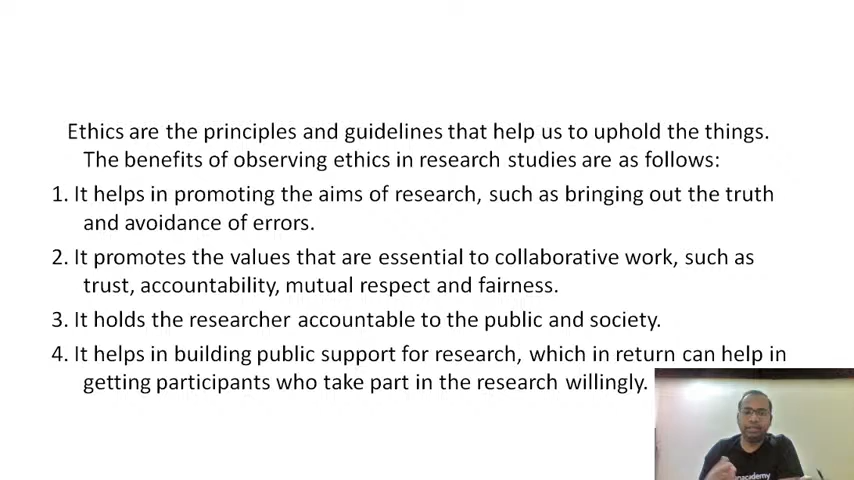 Ethics are the principles and guidelines that help us to uphold the things.
The benefits of observing ethics in research studies are as follows:
1. It helps in promoting the aims of research, such as bringing out the truth
and avoidance of errors.
2. It promotes the values that are essential to collaborative work, such as
trust, accountability, mutual respect and fairness.
3. It holds the researcher accountable to the public and society.
4. It helps in building public support for research, which in return can help in
getting participants who take part in the research willingly.